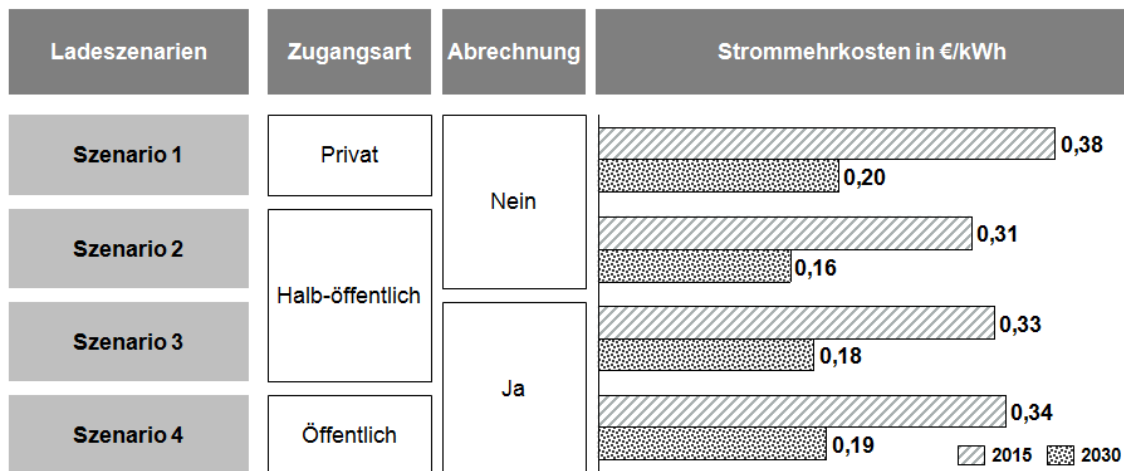 Ladeszenarien Zugangsart Abrechnung Strommehrkosten in €/kWh
Szenario 1 Privat 0,38
0,20
Nein
Szenario 2 0,31
0,16
Halb-öffentlich
Szenario 3 0,33
0,18
Ja
Szenario 4 Öffentlich 0,34
0,19
2015 2030